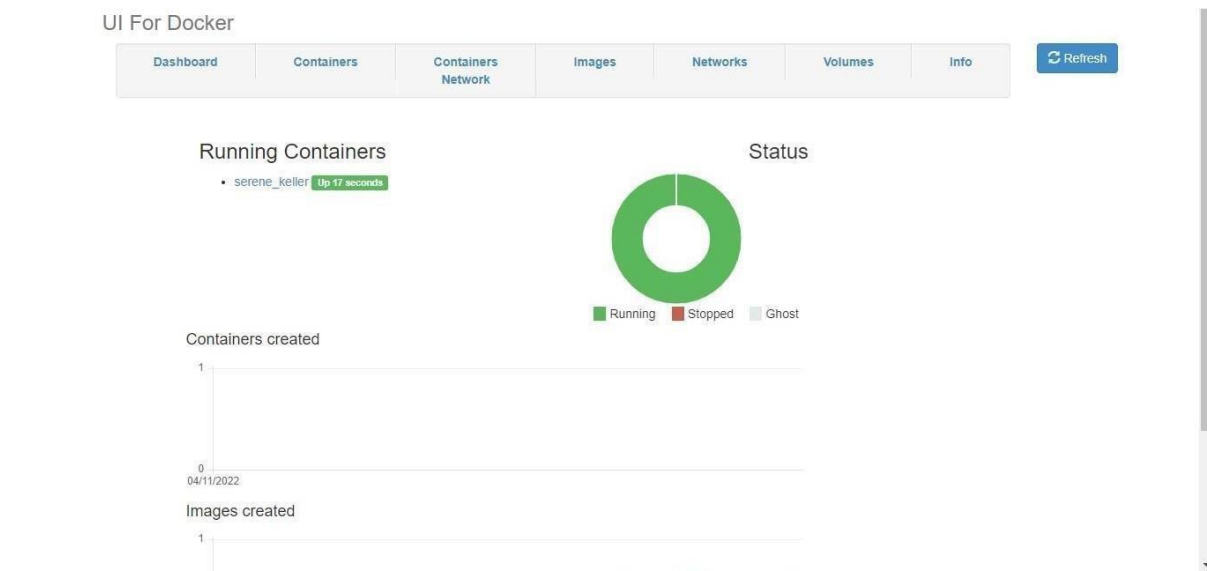 UI For Docker
Dashboard
Containers
Containers
Network
Images
Networks
Volumes
Info
Refresh
Running Containers
serene_keller Up 17 seconds
Status
Running
Stopped
Ghost
Containers created
1
0
04/11/2022
Images created
1